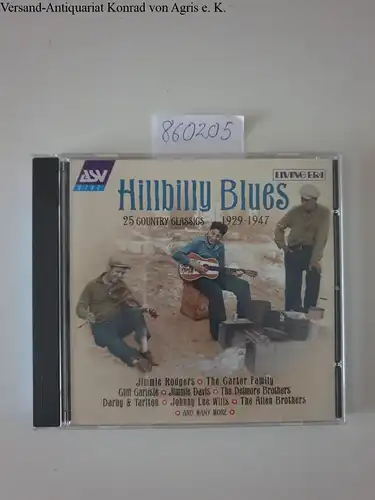 Versand-Antiquariat Konrad von Agris e. K.
860205
ASV
LIVING ERA
Hillbilly Blues
25 COUNTRY CLASSICS 1929-1947
Jimmie Rodgers • The Carter Family
Cliff Carlisle • Jimmie Davis • The Delmore Brothers
Darby & Tarlton • Johnny Lee Wills • The Allen Brothers
• AND MANY MORE •